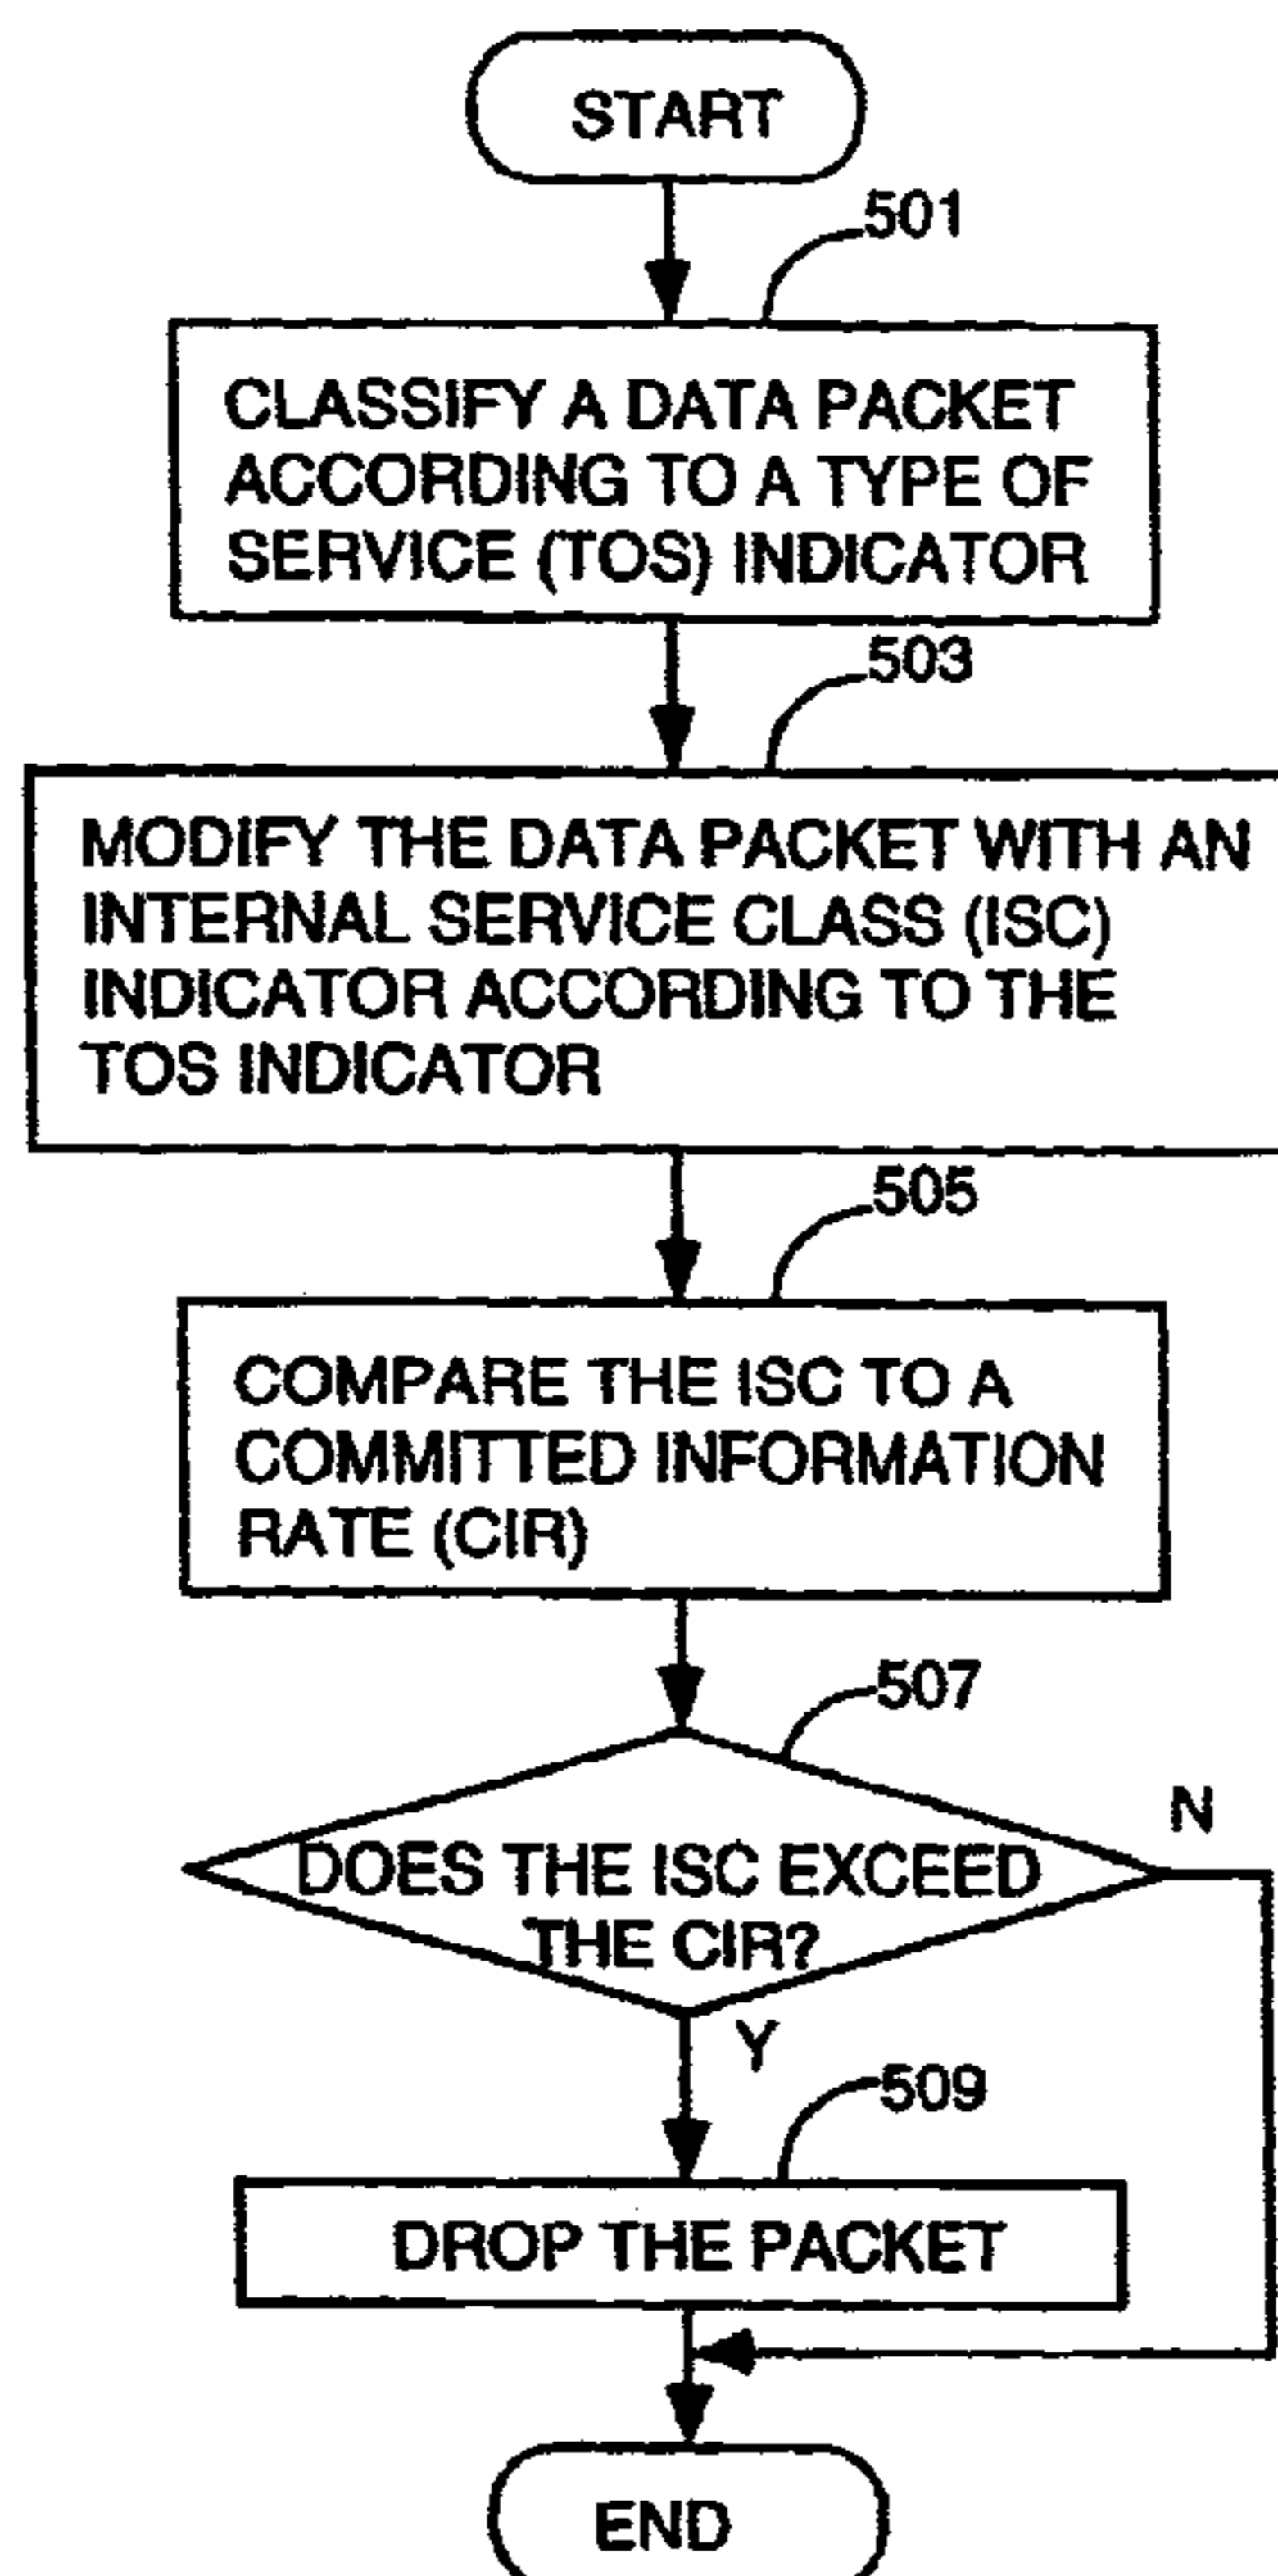 START
501
CLASSIFY A DATA PACKET
ACCORDING TO A TYPE OF
SERVICE (TOS) INDICATOR
503
MODIFY THE DATA PACKET WITH AN
INTERNAL SERVICE CLASS (ISC)
INDICATOR ACCORDING TO THE
TOS INDICATOR
505
COMPARE THE ISC TO A
COMMITTED INFORMATION
RATE (CIR)
507
N
DOES THE ISC EXCEED
THE CIR?
Y
509
DROP THE PACKET
END